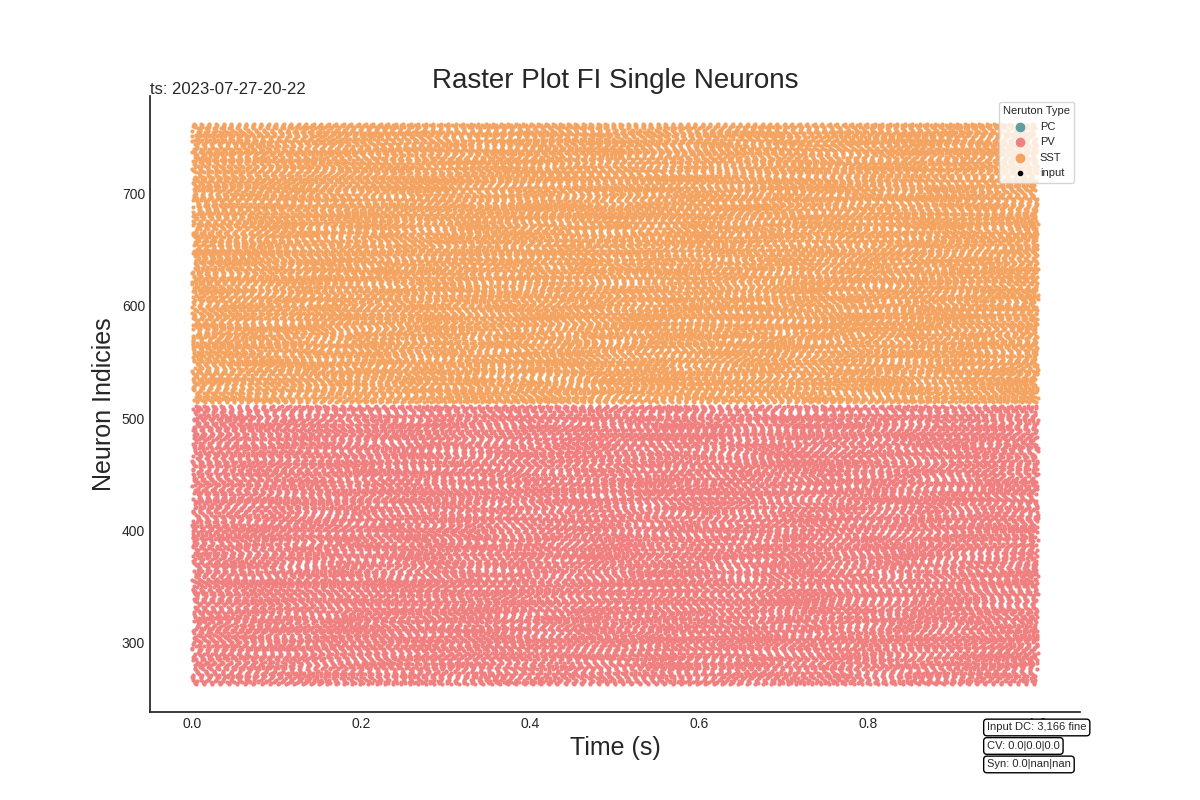 Raster Plot FI Single Neurons
ts: 2023-07-27-20-22
Neruton Type
PC
PV
SST
input
700
600
500
400
300
Neuron Indicies
0.0
0.2
0.4
0.6
0.8
Time (s)
Input DC: 3,166 fine
CV: 0.0|0.0|0.0
Syn: 0.0|nan|nan